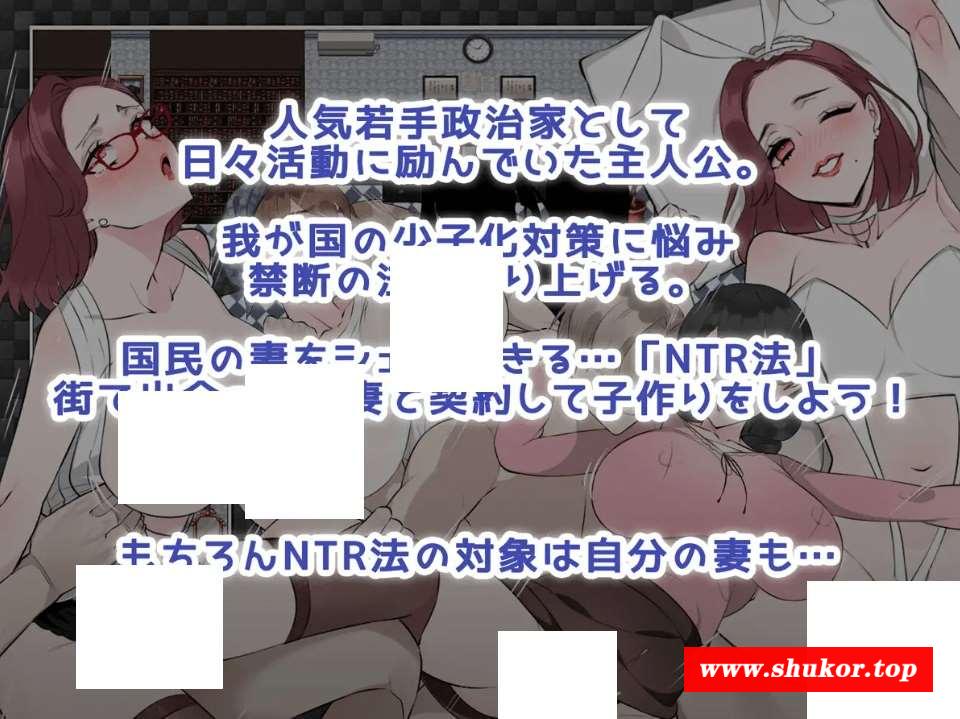 人気若手政治家として
日々活動に励んでいた主人公。
我が国の少子化対策に悩み
禁断の り上げる。
国民の妻をシェ きる…「NTR法」
街で出会 妻と契約して子作りをしよう！
もちろんNTR法の対象は自分の妻も…
www.shukor.top